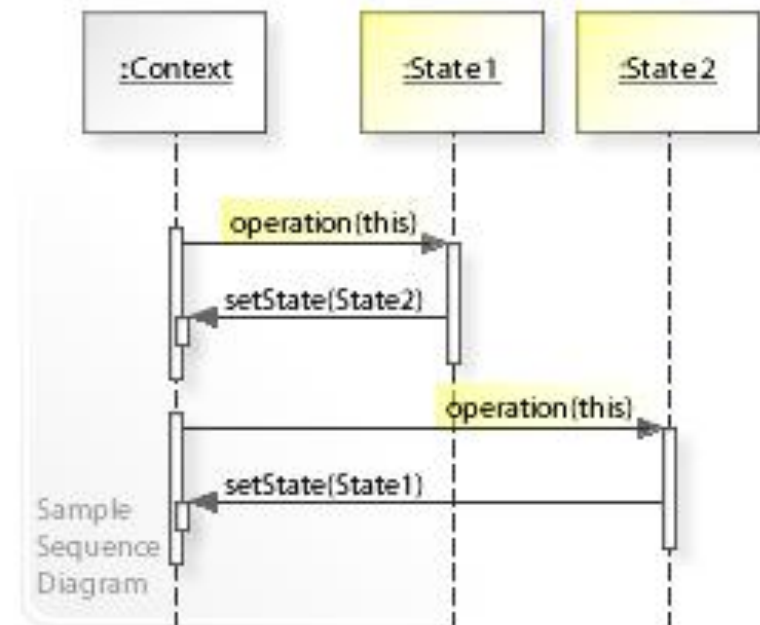 :Context
:State1
:State2
operation(this)
setState(State2)
operation(this)
setState(State1)
Sample
Sequence
Diagram